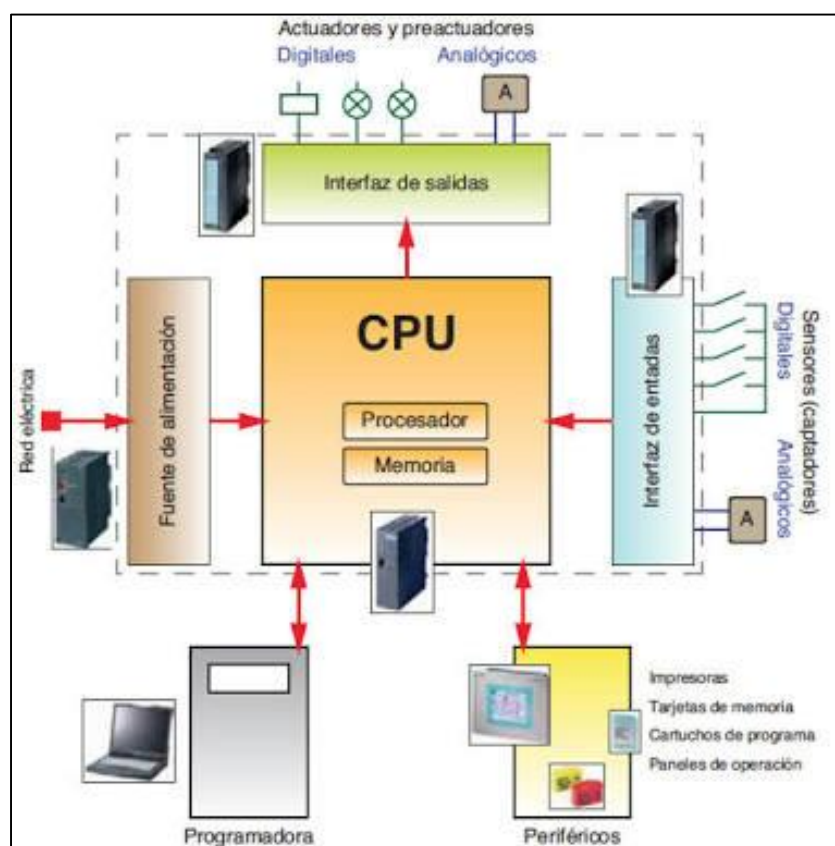 Actuadores y preactuadores
Digitales
Analógicos
A
Interfaz de salidas
Red eléctrica
Fuente de alimentación
CPU
Procesador
Memoria
Interfaz de entadas
Digitales
Analógicos
Sensores (captadores)
A
Impresoras
Tarjetas de memoria
Cartuchos de programa
Paneles de operación
Programadora
Periféricos